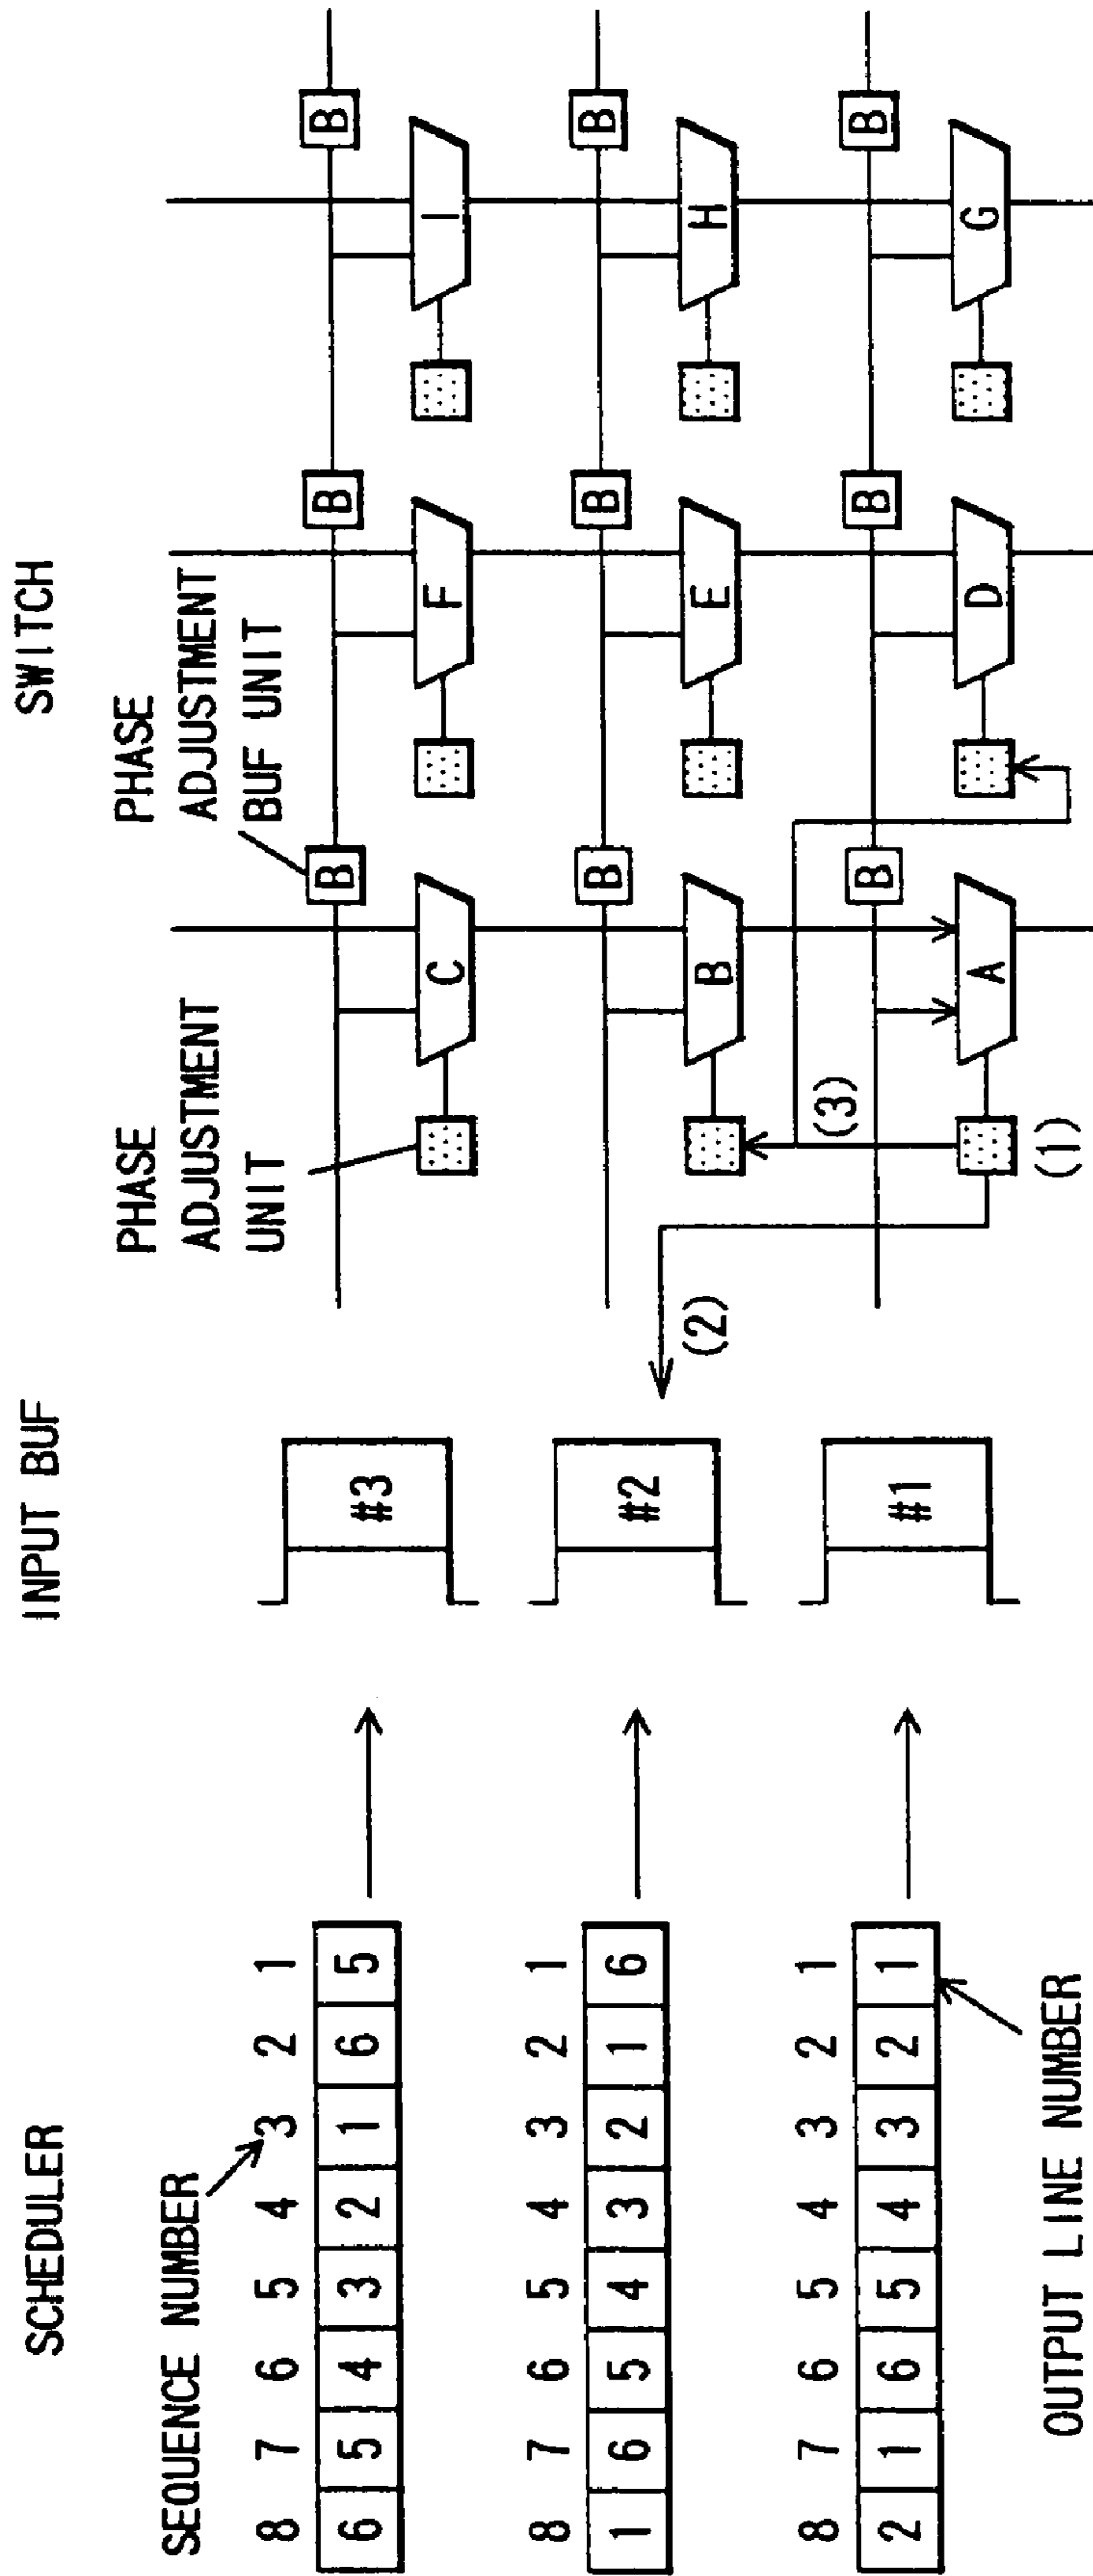 SCHEDULER
INPUT BUF
SWITCH
SEQUENCE NUMBER
PHASE
ADJUSTMENT
UNIT
PHASE
ADJUSTMENT
BUF UNIT
8 7 6 5 4 3 2 1
6 5 4 3 2 1 6 5
#3
B B B
C F I
8 7 6 5 4 3 2 1
1 6 5 4 3 2 1 6
#2
B B B
B E H
(2)
(3)
8 7 6 5 4 3 2 1
2 1 6 5 4 3 2 1
#1
B B B
A D G
(1)
OUTPUT LINE NUMBER